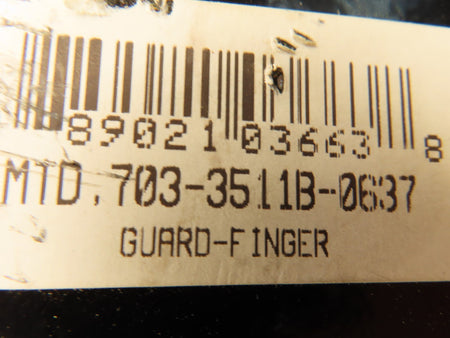 89021 03663 8
MTD. 703-3511B-0637
GUARD-FINGER